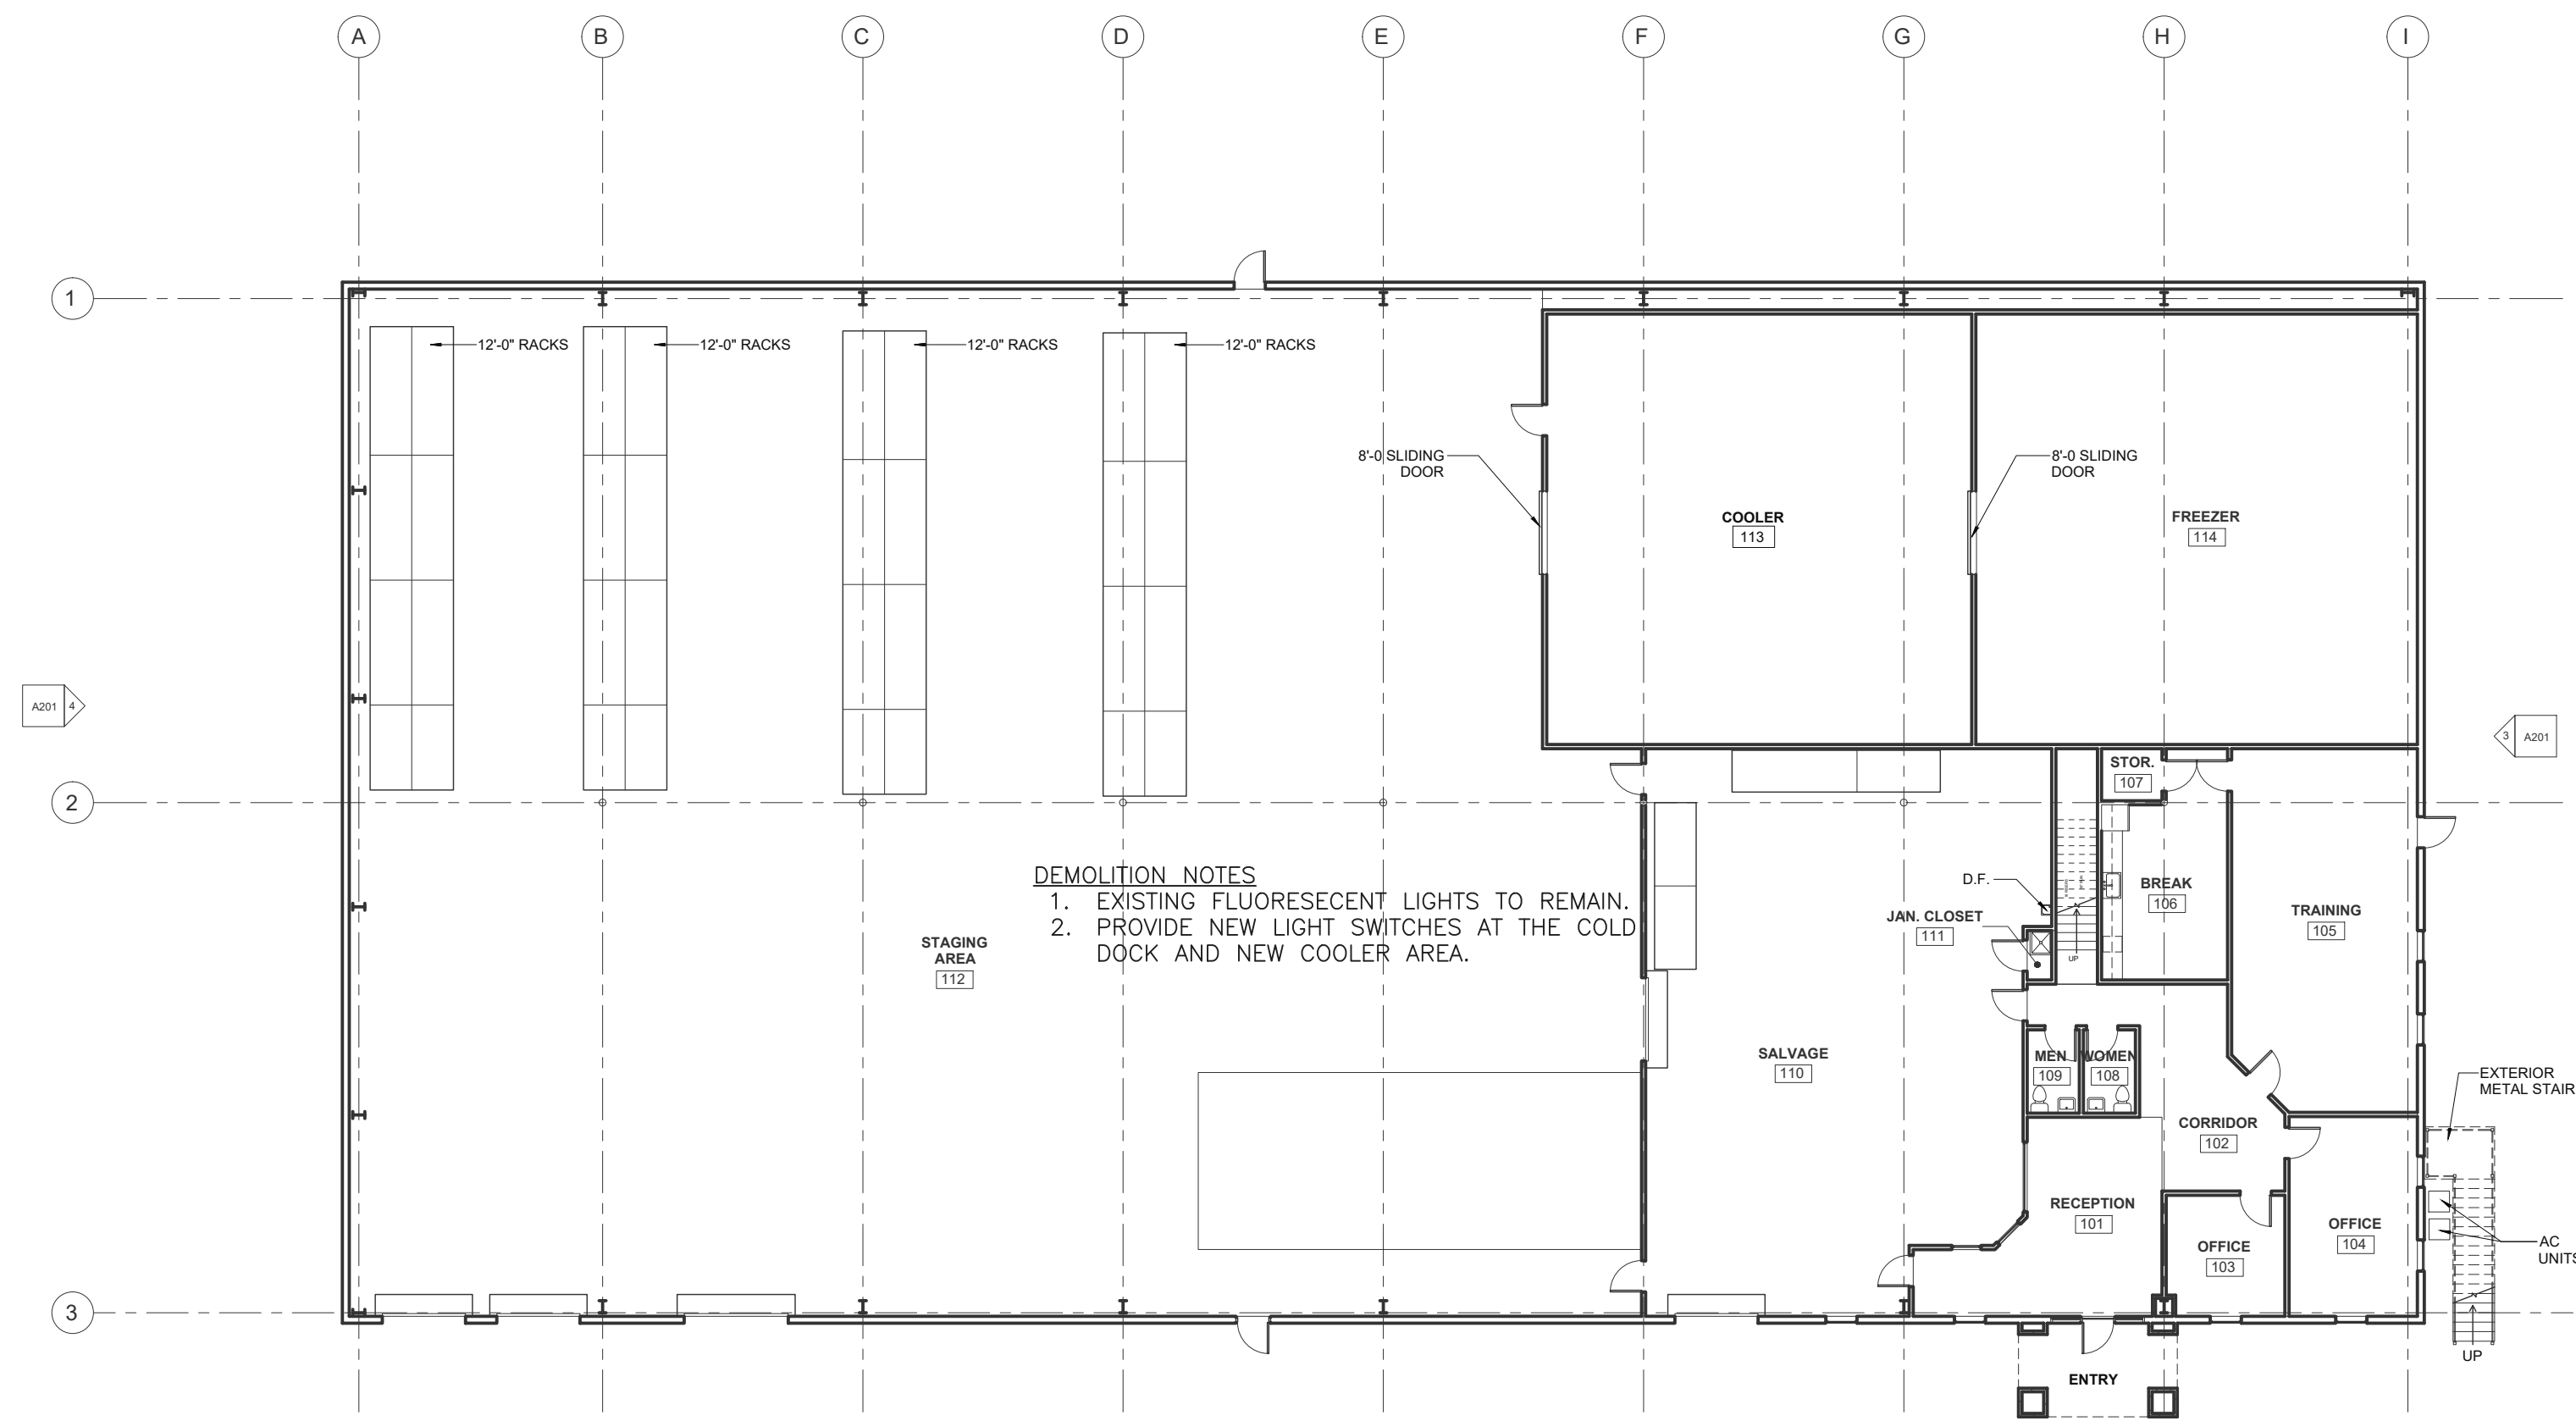 A
B
C
D
E
F
G
H
I
1
12'-0" RACKS
12'-0" RACKS
12'-0" RACKS
12'-0" RACKS
8'-0 SLIDING
DOOR
8'-0 SLIDING
DOOR
COOLER
113
FREEZER
114
A201
4
3
A201
2
STOR.
107
DEMOLITION NOTES
1. EXISTING FLUORESECENT LIGHTS TO REMAIN.
2. PROVIDE NEW LIGHT SWITCHES AT THE COLD
DOCK AND NEW COOLER AREA.
STAGING
AREA
112
D.F.
BREAK
106
TRAINING
105
JAN. CLOSET
111
UP
SALVAGE
110
MEN
109
WOMEN
108
EXTERIOR
METAL STAIR
CORRIDOR
102
RECEPTION
101
OFFICE
103
OFFICE
104
AC
UNITS
3
UP
ENTRY